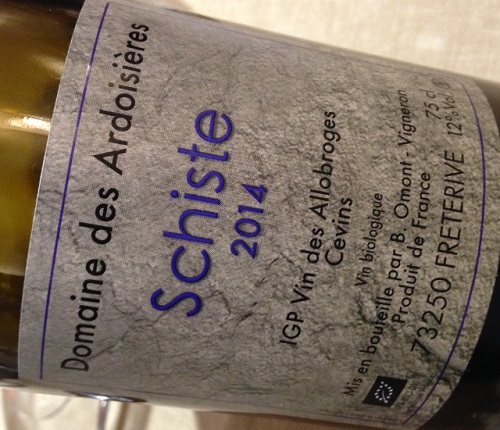 Domaine des Ardoisières
Schiste
2014
IGP Vin des Allobroges
Cevins
Vin biologique
Mis en bouteille par B. Omont - Vigneron
Produit de France 75 cl
73250 FRETERIVE 12% Vol